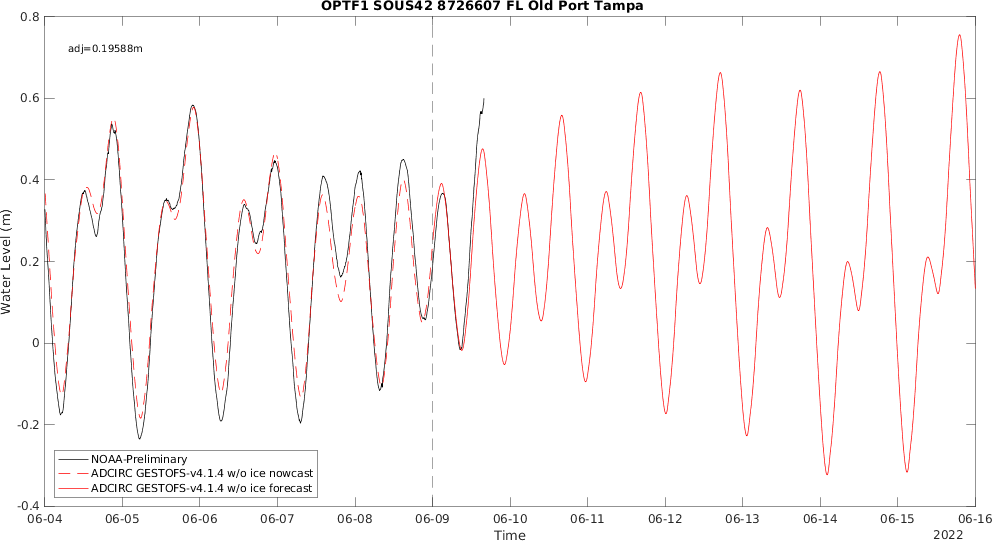 OPTF1 SOUS42 8726607 FL Old Port Tampa
adj=0.19588m
0.8
0.6
0.4
0.2
0
-0.2
-0.4
Water Level (m)
NOAA-Preliminary
ADCIRC GESTOFS-v4.1.4 w/o ice nowcast
ADCIRC GESTOFS-v4.1.4 w/o ice forecast
06-04 06-05 06-06 06-07 06-08 06-09 06-10 06-11 06-12 06-13 06-14 06-15 06-16
Time
2022